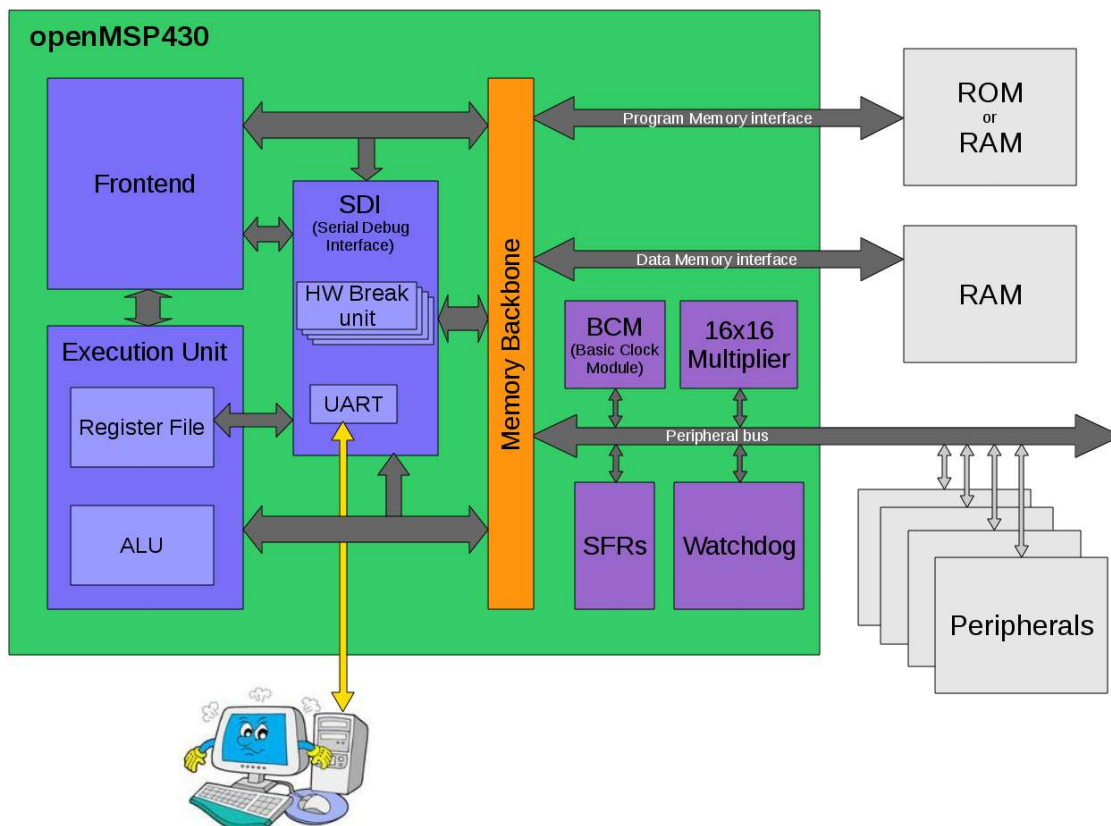 openMSP430
Frontend
SDI
(Serial Debug
Interface)
HW Break
unit
UART
Execution Unit
Register File
ALU
Memory Backbone
Program Memory interface
Data Memory interface
BCM
(Basic Clock
Module)
16x16
Multiplier
Peripheral bus
SFRs
Watchdog
ROM
or
RAM
RAM
Peripherals